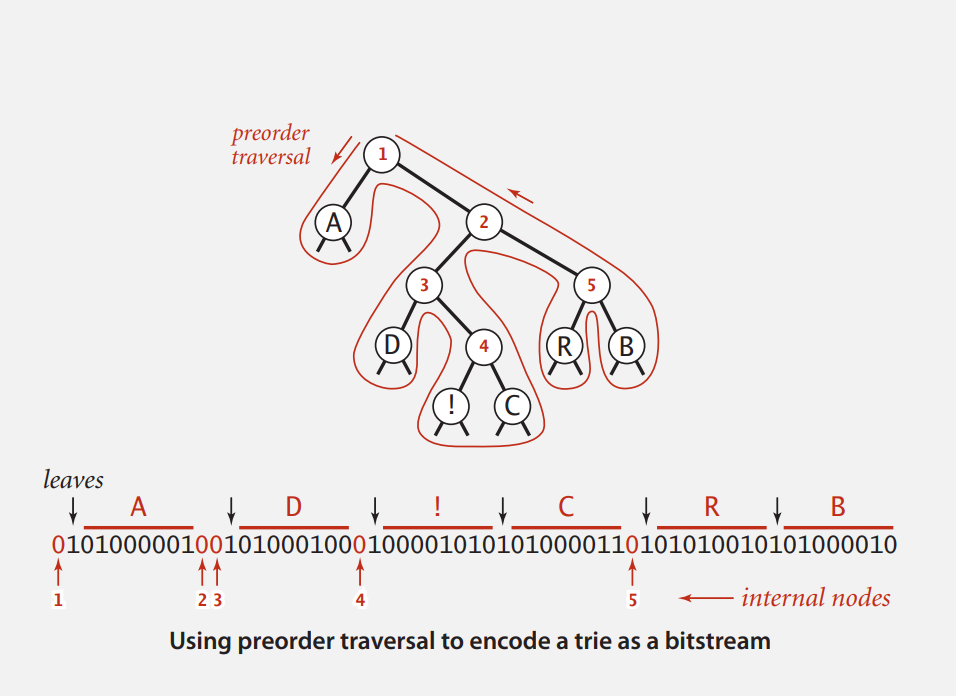 preorder
traversal
1
A
2
3
5
D
4
R
B
!
C
leaves
A D ! C R B
01010000010010100010001000010101010000110101010010101000010
1 2 3 4 5 internal nodes
Using preorder traversal to encode a trie as a bitstream